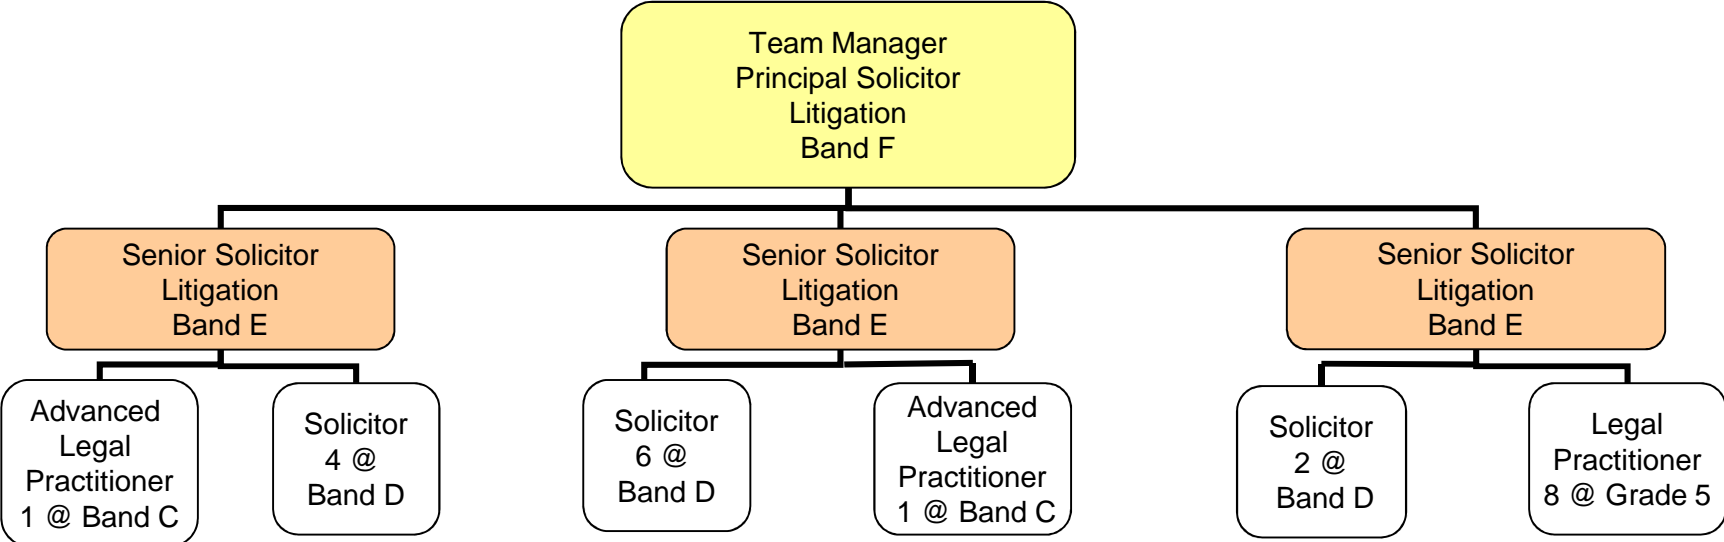 Team Manager
Principal Solicitor
Litigation
Band F
Senior Solicitor
Litigation
Band E
Senior Solicitor
Litigation
Band E
Senior Solicitor
Litigation
Band E
Advanced
Legal
Practitioner
1 @ Band C
Solicitor
4 @
Band D
Solicitor
6 @
Band D
Advanced
Legal
Practitioner
1 @ Band C
Solicitor
2 @
Band D
Legal
Practitioner
8 @ Grade 5